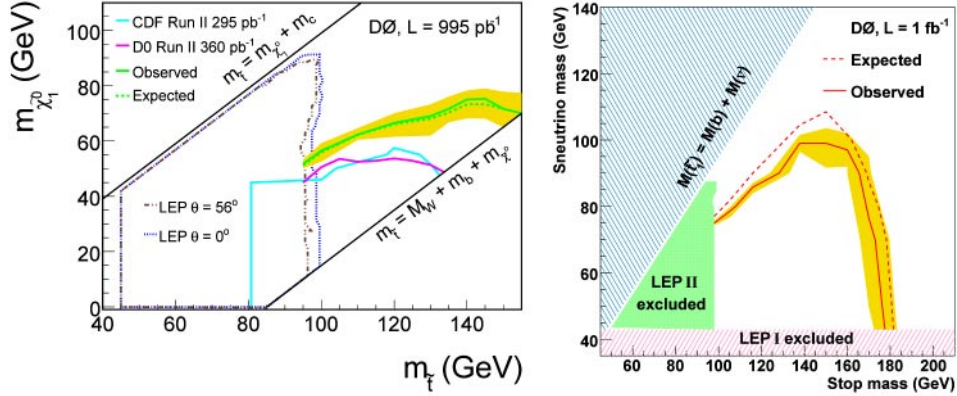 CDF Run II 295 pb⁻¹
D0 Run II 360 pb⁻¹
Observed
Expected
DØ, L = 995 pb⁻¹
m_t̃ = m_χ̃₁⁰ + m_c
m_t̃ = M_W + m_b + m_χ̃⁰
LEP θ = 56°
LEP θ = 0°
m_χ̃₁⁰ (GeV)
100
80
60
40
20
0
40 60 80 100 120 140
m_t̃ (GeV)
DØ, L = 1 fb⁻¹
Expected
Observed
M(t̃₁) = M(b) + M(ν̃)
LEP II
excluded
LEP I excluded
Sneutrino mass (GeV)
140
120
100
80
60
40
60 80 100 120 140 160 180 200
Stop mass (GeV)